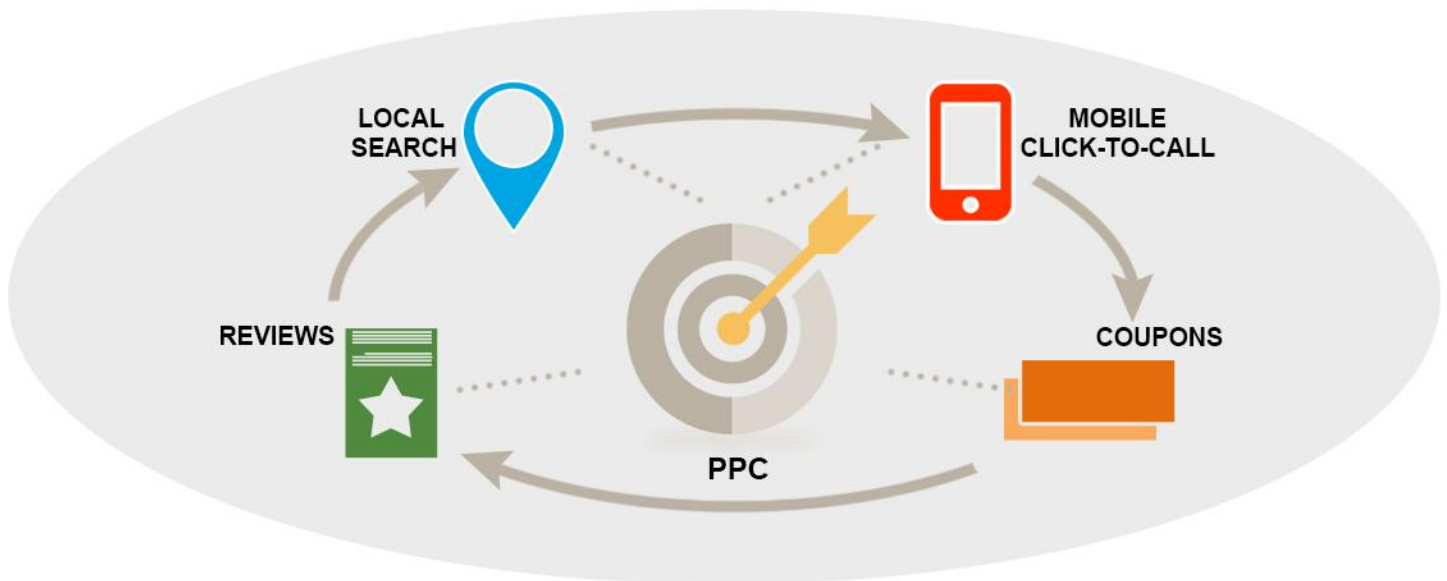 LOCAL
SEARCH
MOBILE
CLICK-TO-CALL
REVIEWS
COUPONS
PPC